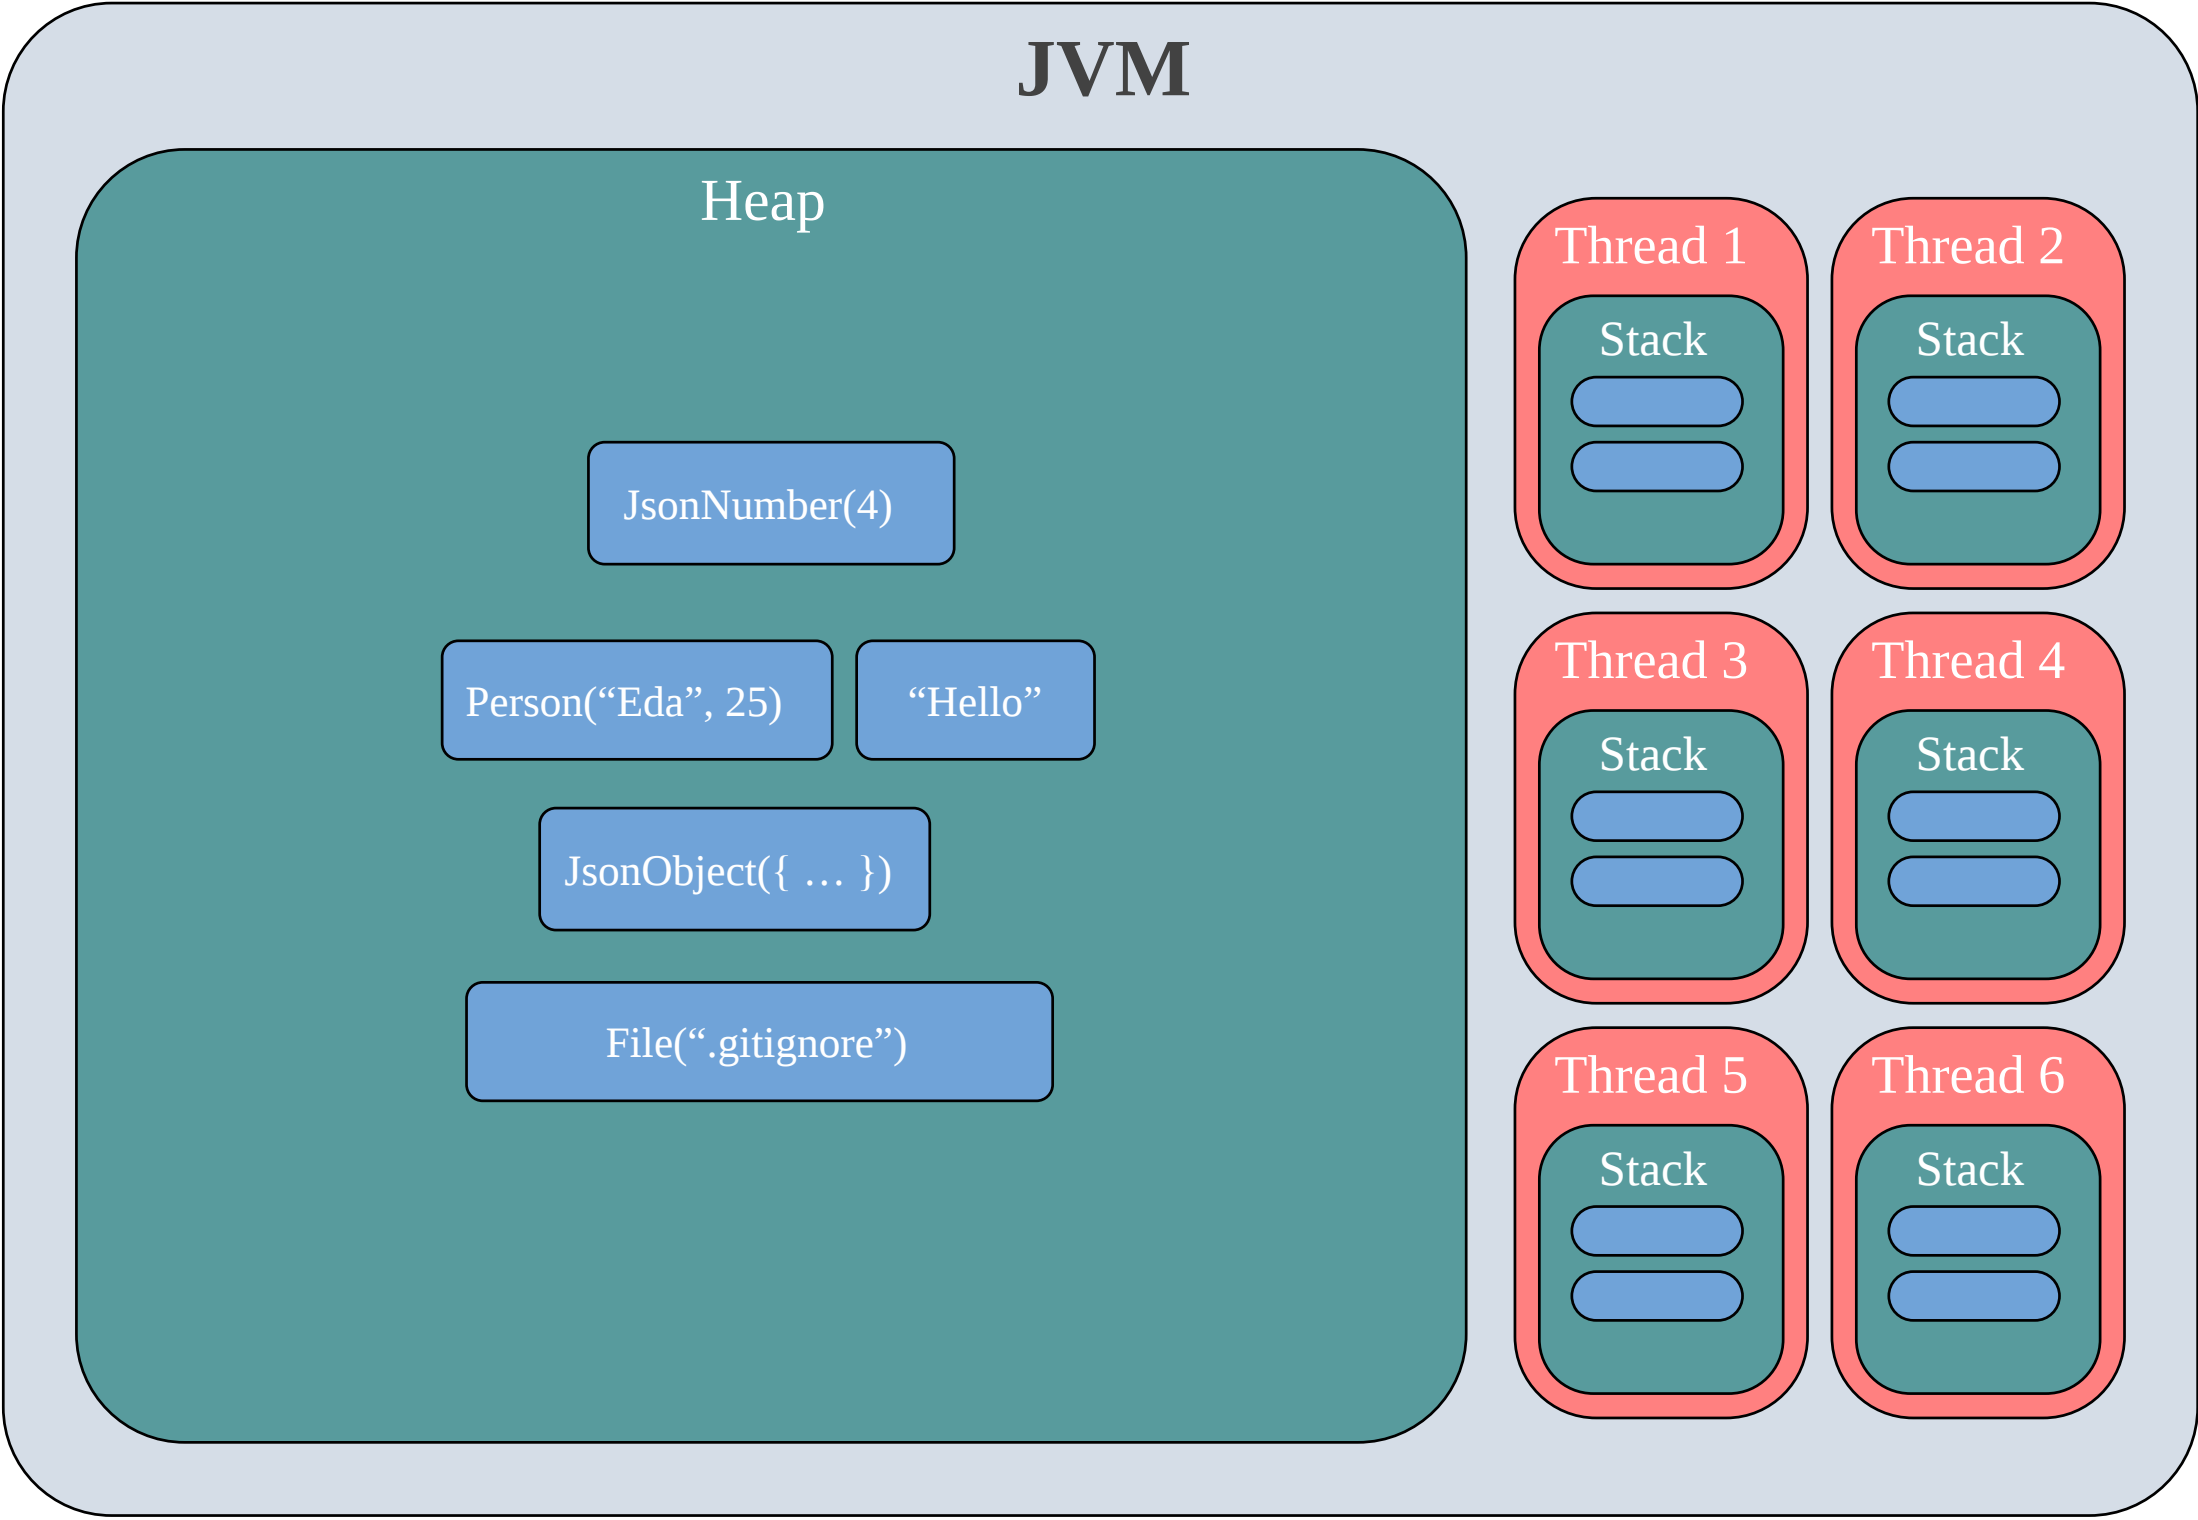 JVM
Heap
JsonNumber(4)
Person(“Eda”, 25)
“Hello”
JsonObject({ … })
File(“.gitignore”)
Thread 1
Stack
Thread 2
Stack
Thread 3
Stack
Thread 4
Stack
Thread 5
Stack
Thread 6
Stack